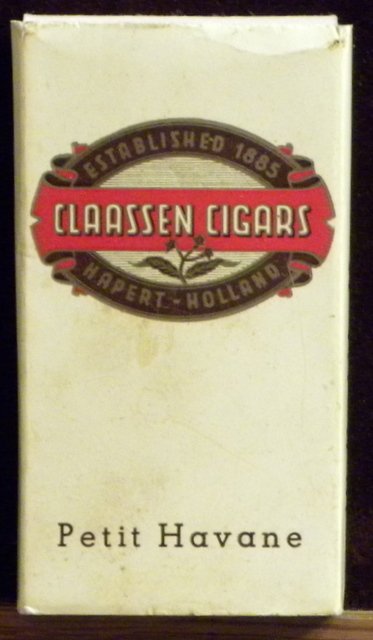 ESTABLISHED 1885
CLAASSEN CIGARS
HAPERT-HOLLAND
Petit Havane